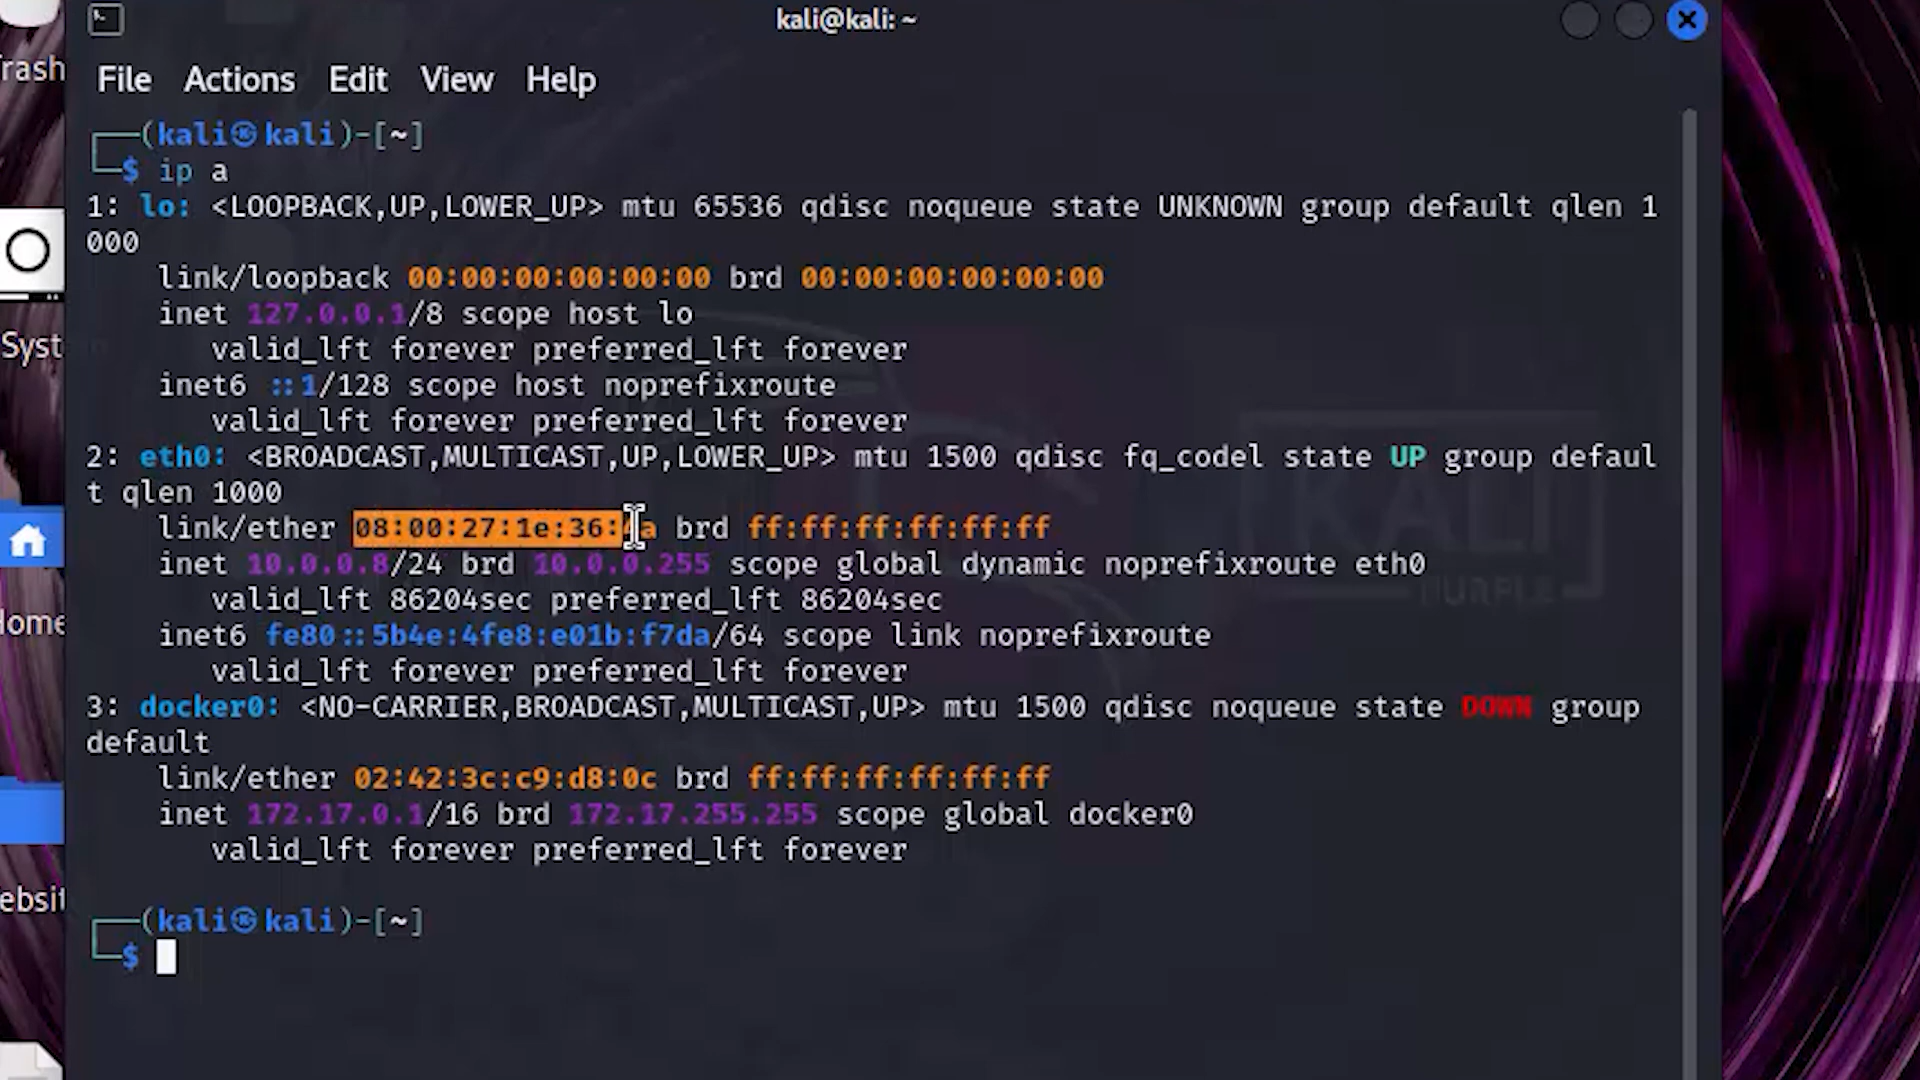 kali@kali: ~
File Actions Edit View Help
(kali㉿kali)-[~]
$ ip a
1: lo: <LOOPBACK,UP,LOWER_UP> mtu 65536 qdisc noqueue state UNKNOWN group default qlen 1
000
link/loopback 00:00:00:00:00:00 brd 00:00:00:00:00:00
inet 127.0.0.1/8 scope host lo
valid_lft forever preferred_lft forever
inet6 ::1/128 scope host noprefixroute
valid_lft forever preferred_lft forever
2: eth0: <BROADCAST,MULTICAST,UP,LOWER_UP> mtu 1500 qdisc fq_codel state UP group defaul
t qlen 1000
link/ether 08:00:27:1e:36: brd ff:ff:ff:ff:ff:ff
inet 10.0.0.8/24 brd 10.0.0.255 scope global dynamic noprefixroute eth0
valid_lft 86204sec preferred_lft 86204sec
inet6 fe80::5b4e:4fe8:e01b:f7da/64 scope link noprefixroute
valid_lft forever preferred_lft forever
3: docker0: <NO-CARRIER,BROADCAST,MULTICAST,UP> mtu 1500 qdisc noqueue state DOWN group
default
link/ether 02:42:3c:c9:d8:0c brd ff:ff:ff:ff:ff:ff
inet 172.17.0.1/16 brd 172.17.255.255 scope global docker0
valid_lft forever preferred_lft forever
(kali㉿kali)-[~]
$
rash
Syst
Home
ebsit
KALI
PURPLE